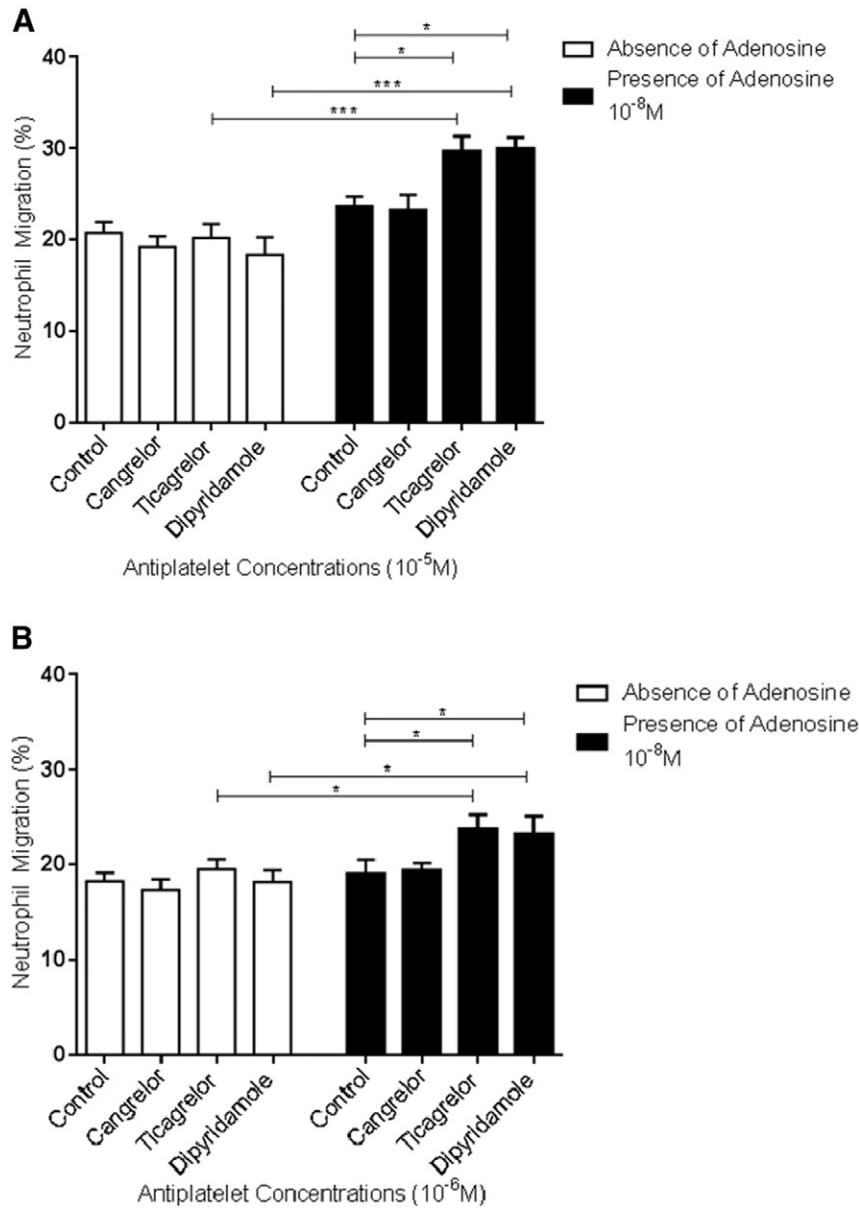 A
Absence of Adenosine
Presence of Adenosine
10⁻⁸M
*
*
***
***
Neutrophil Migration (%)
40
30
20
10
0
Control
Cangrelor
Ticagrelor
Dipyridamole
Control
Cangrelor
Ticagrelor
Dipyridamole
Antiplatelet Concentrations (10⁻⁵M)
B
Absence of Adenosine
Presence of Adenosine
10⁻⁸M
*
*
*
*
Neutrophil Migration (%)
40
30
20
10
0
Control
Cangrelor
Ticagrelor
Dipyridamole
Control
Cangrelor
Ticagrelor
Dipyridamole
Antiplatelet Concentrations (10⁻⁶M)